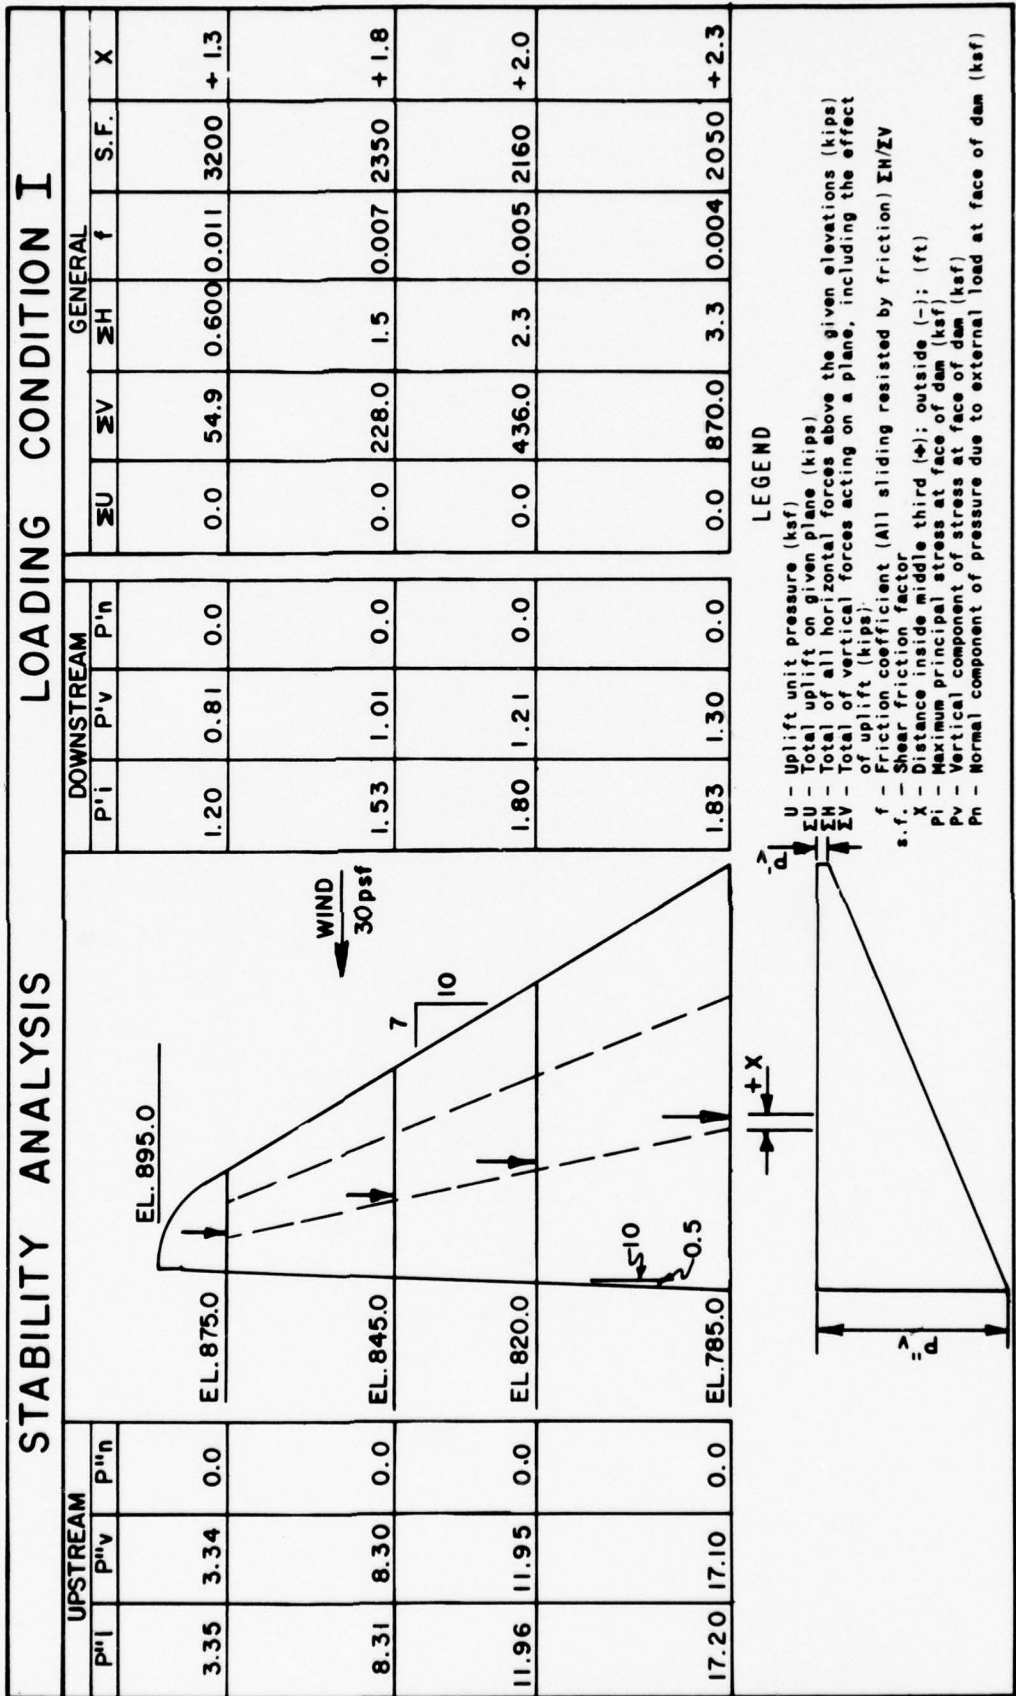 STABILITY ANALYSIS LOADING CONDITION I
UPSTREAM DOWNSTREAM GENERAL
P"I P"v P"n P'i P'v P'n ΣU ΣV ΣH f S.F. X
3.35 3.34 0.0 1.20 0.81 0.0 0.0 54.9 0.600 0.011 3200 + 1.3
8.31 8.30 0.0 1.53 1.01 0.0 0.0 228.0 1.5 0.007 2350 + 1.8
11.96 11.95 0.0 1.80 1.21 0.0 0.0 436.0 2.3 0.005 2160 +2.0
17.20 17.10 0.0 1.83 1.30 0.0 0.0 870.0 3.3 0.004 2050 +2.3
EL. 895.0
EL. 875.0
EL. 845.0
EL 820.0
EL. 785.0
WIND
30 psf
7
10
10
0.5
+X
P"v
P'v
LEGEND
U - Uplift unit pressure (ksf)
ΣU - Total uplift on given plane (kips)
ΣH - Total of all horizontal forces above the given elevations (kips)
ΣV - Total of vertical forces acting on a plane, including the effect
of uplift (kips)
f - Friction coefficient (All sliding resisted by friction) ΣH/ΣV
s.f. - Shear friction factor
X - Distance inside middle third (+); outside (-); (ft)
Pi - Maximum principal stress at face of dam (ksf)
Pv - Vertical component of stress at face of dam (ksf)
Pn - Normal component of pressure due to external load at face of dam (ksf)